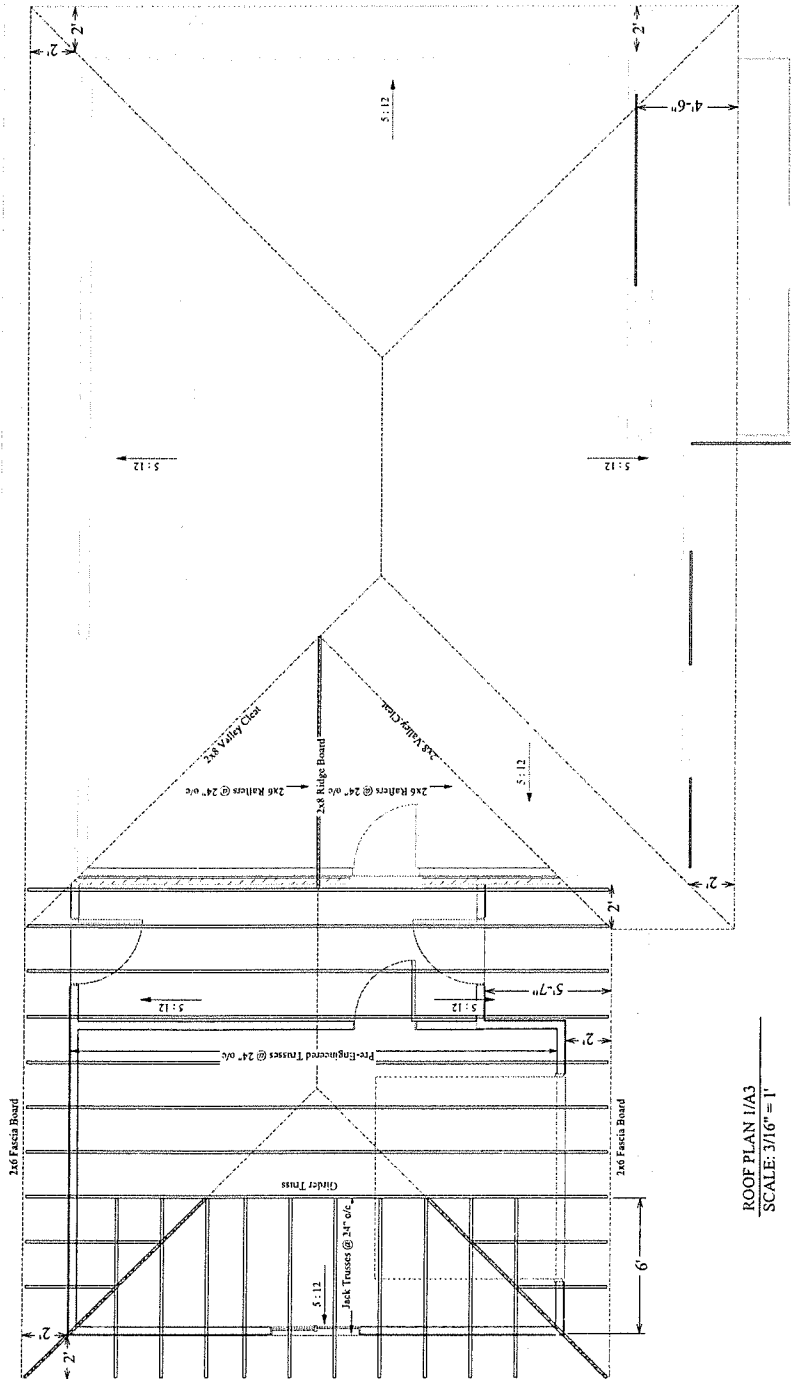 2'
2'
2'
5 : 12
4'-6"
5 : 12
5 : 12
2x8 Valley Cleat
2x8 Valley Cleat
2x6 Rafters @ 24" o/c
2x8 Ridge Board
2x6 Rafters @ 24" o/c
5 : 12
2'
2'
5 : 12
5 : 12
5'-7"
2'
Pre-Engineered Trusses @ 24" o/c
2x6 Fascia Board
2x6 Fascia Board
Girder Truss
Jack Trusses @ 24" o/c
5 : 12
6'
2'
2'
ROOF PLAN 1/A3
SCALE: 3/16" = 1'